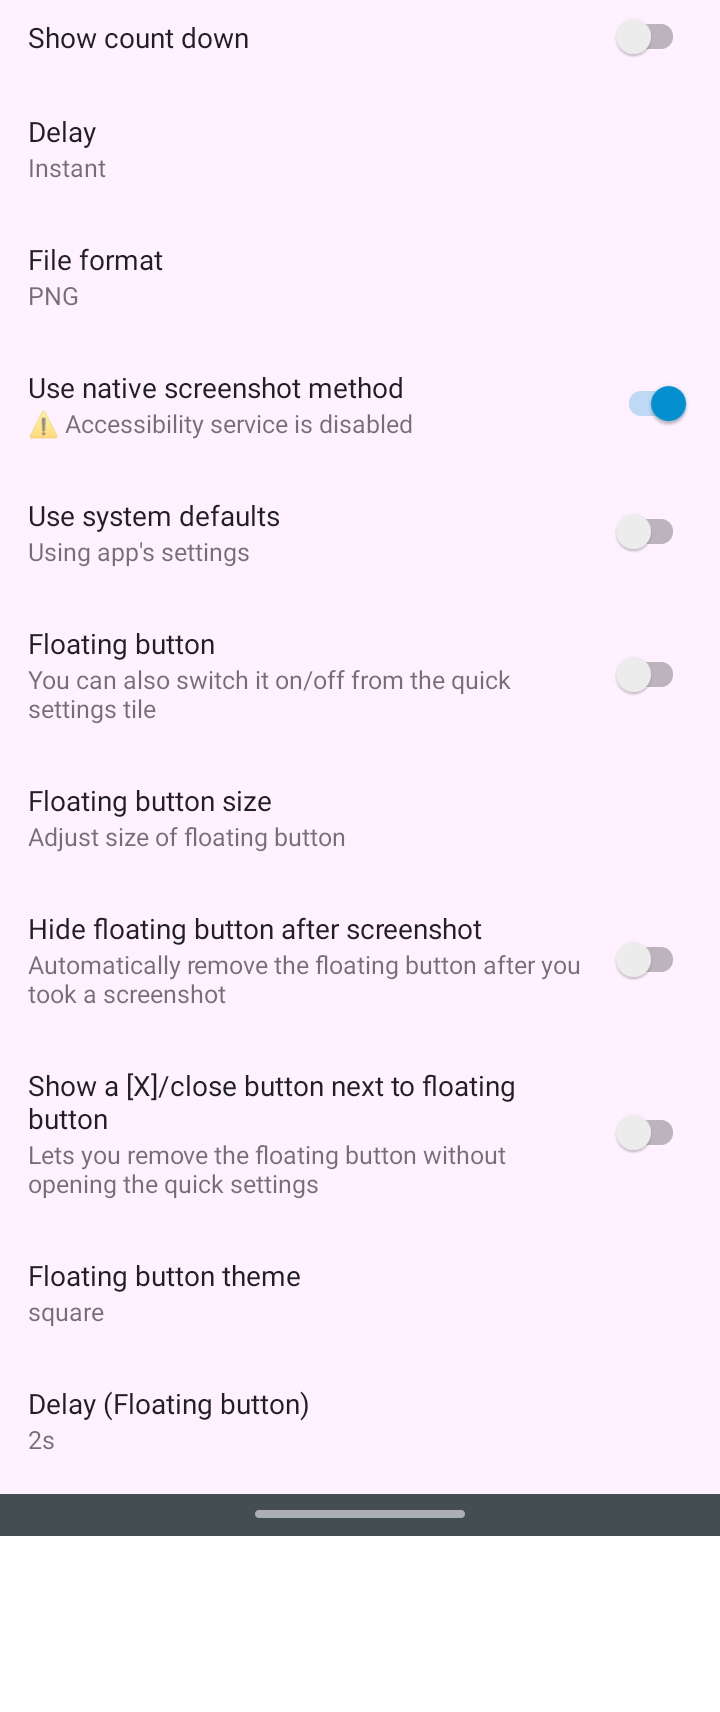 Show count down
Delay
Instant
File format
PNG
Use native screenshot method
⚠️ Accessibility service is disabled
Use system defaults
Using app's settings
Floating button
You can also switch it on/off from the quick
settings tile
Floating button size
Adjust size of floating button
Hide floating button after screenshot
Automatically remove the floating button after you
took a screenshot
Show a [X]/close button next to floating
button
Lets you remove the floating button without
opening the quick settings
Floating button theme
square
Delay (Floating button)
2s